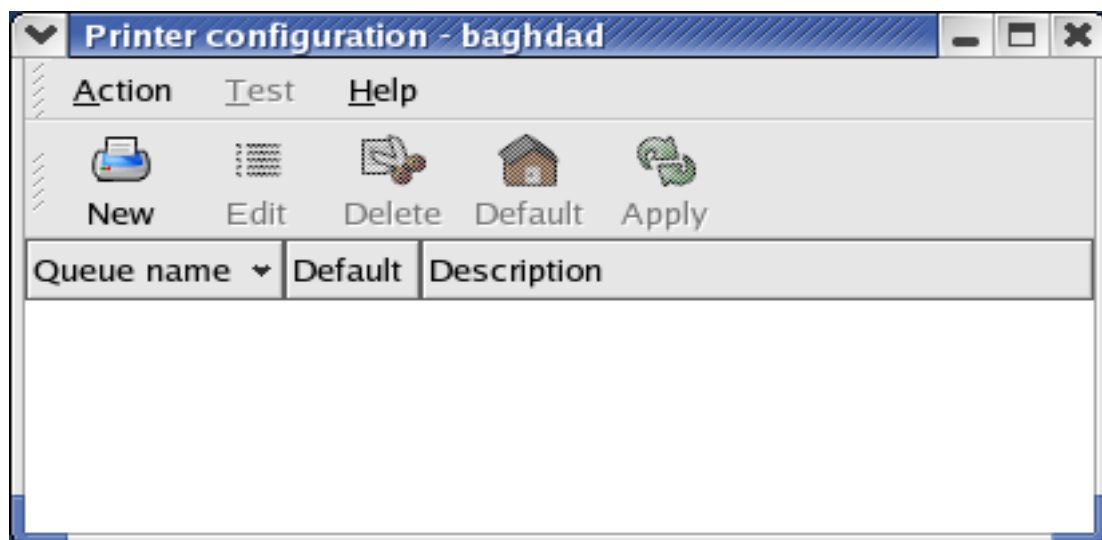 Printer configuration - baghdad
Action Test Help
New Edit Delete Default Apply
Queue name Default Description